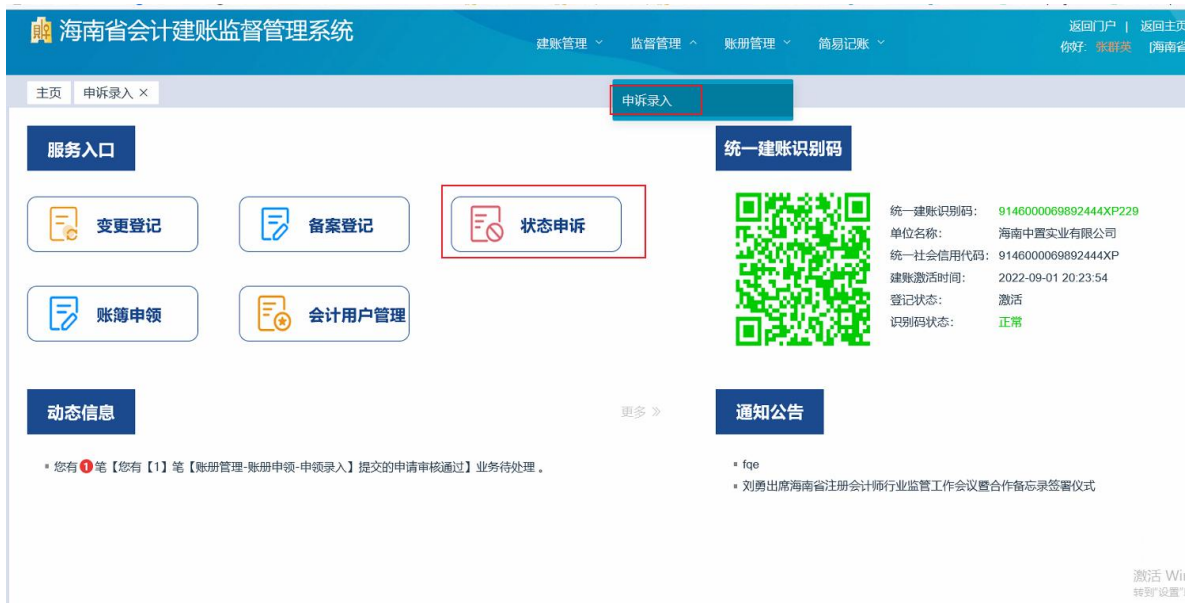 海南省会计建账监督管理系统
建账管理 监督管理 账册管理 简易记账
返回门户 | 返回主页
你好: 张群英 [海南省
主页 申诉录入 ×
申诉录入
服务入口
变更登记 备案登记 状态申诉
账簿申领 会计用户管理
统一建账识别码
统一建账识别码: 9146000069892444XP229
单位名称: 海南中置实业有限公司
统一社会信用代码: 9146000069892444XP
建账激活时间: 2022-09-01 20:23:54
登记状态: 激活
识别码状态: 正常
动态信息 更多 》
▪ 您有1笔【您有【1】笔【账册管理-账册申领-申领录入】提交的申请审核通过】业务待处理 。
通知公告
▪ fqe
▪ 刘勇出席海南省注册会计师行业监管工作会议暨合作备忘录签署仪式
激活 Win
转到"设置"